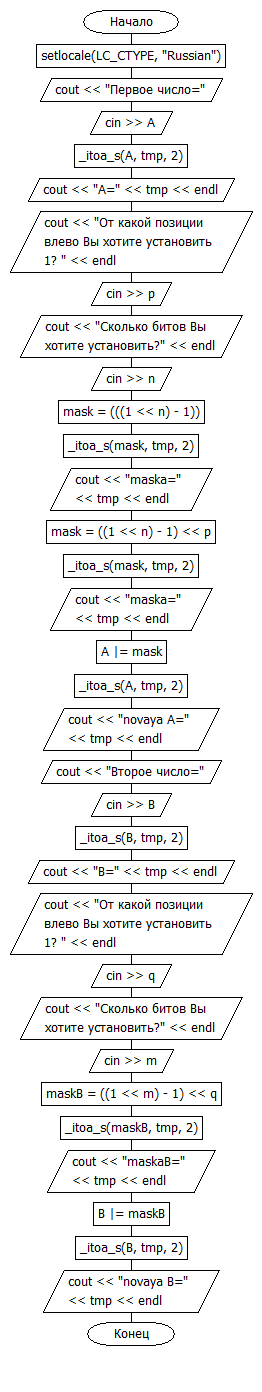 Начало
setlocale(LC_CTYPE, "Russian")
cout << "Первое число="
cin >> A
_itoa_s(A, tmp, 2)
cout << "A=" << tmp << endl
cout << "От какой позиции
влево Вы хотите установить
1? " << endl
cin >> p
cout << "Сколько битов Вы
хотите установить?" << endl
cin >> n
mask = (((1 << n) - 1))
_itoa_s(mask, tmp, 2)
cout << "maska="
<< tmp << endl
mask = ((1 << n) - 1) << p
_itoa_s(mask, tmp, 2)
cout << "maska="
<< tmp << endl
A |= mask
_itoa_s(A, tmp, 2)
cout << "novaya A="
<< tmp << endl
cout << "Второе число="
cin >> B
_itoa_s(B, tmp, 2)
cout << "B=" << tmp << endl
cout << "От какой позиции
влево Вы хотите установить
1? " << endl
cin >> q
cout << "Сколько битов Вы
хотите установить?" << endl
cin >> m
maskB = ((1 << m) - 1) << q
_itoa_s(maskB, tmp, 2)
cout << "maskaB="
<< tmp << endl
B |= maskB
_itoa_s(B, tmp, 2)
cout << "novaya B="
<< tmp << endl
Конец